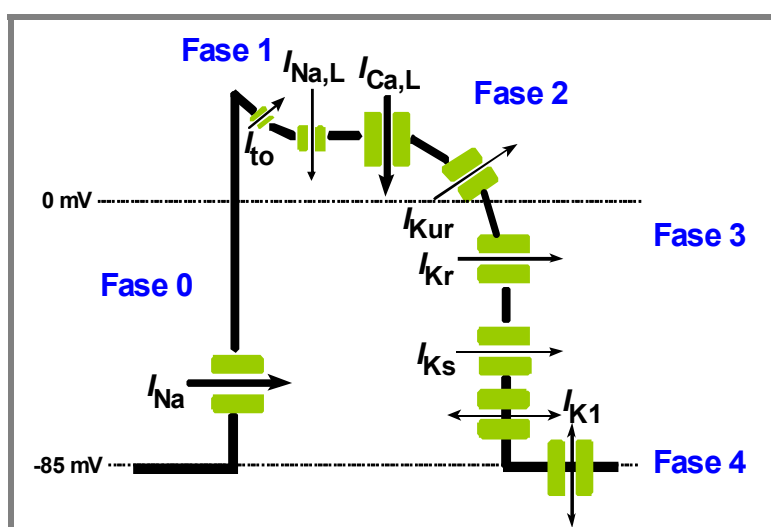 Fase 1
INa,L
ICa,L
Fase 2
Ito
0 mV
IKur
Fase 3
IKr
Fase 0
IKs
INa
IK1
-85 mV
Fase 4